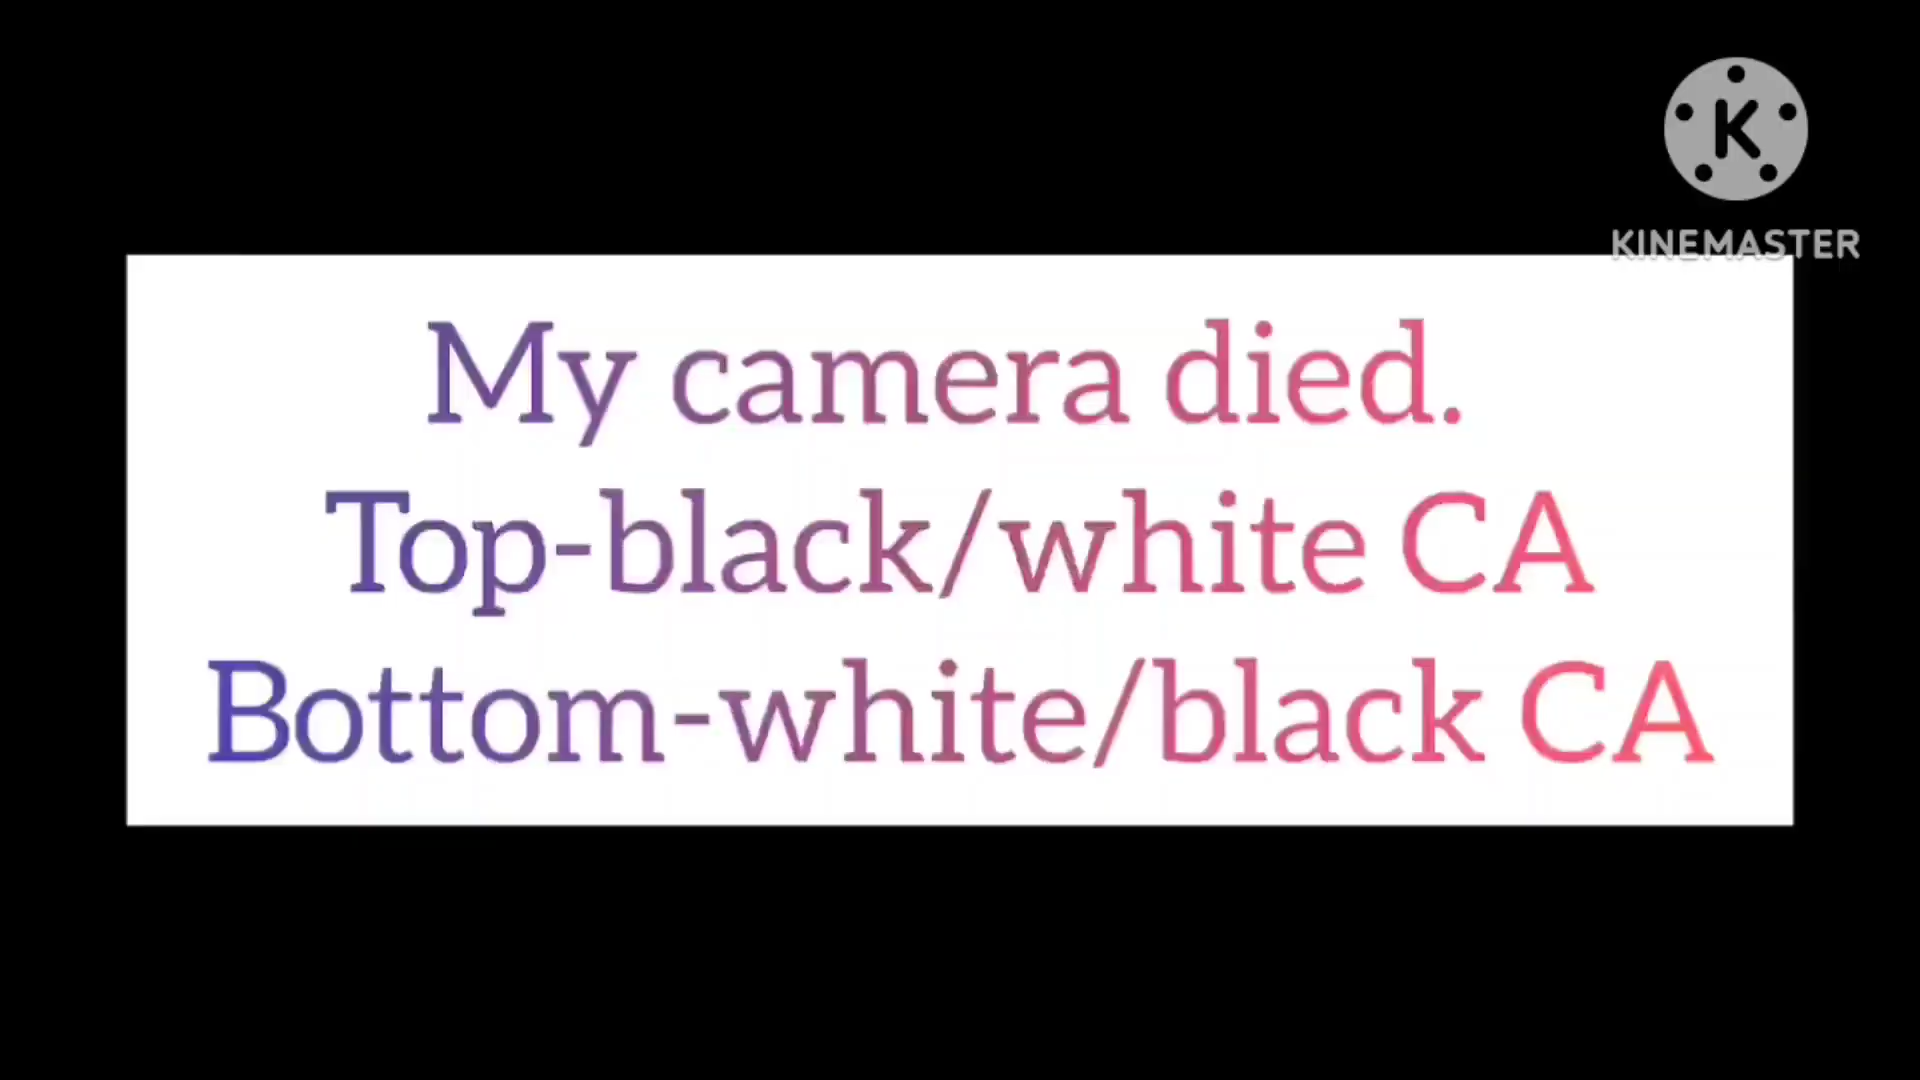 K
KINEMASTER
My camera died.
Top-black/white CA
Bottom-white/black CA